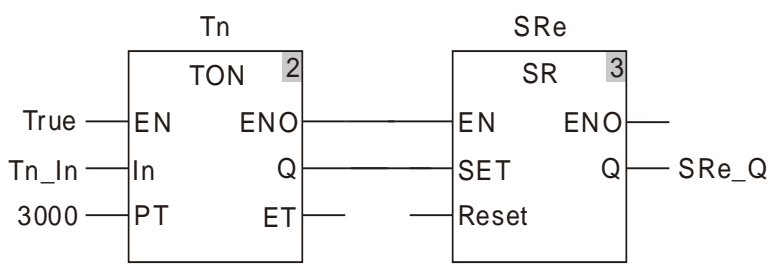 Tn SRe
TON 2 SR 3
True EN ENO EN ENO
Tn_In In Q SET Q SRe_Q
3000 PT ET Reset